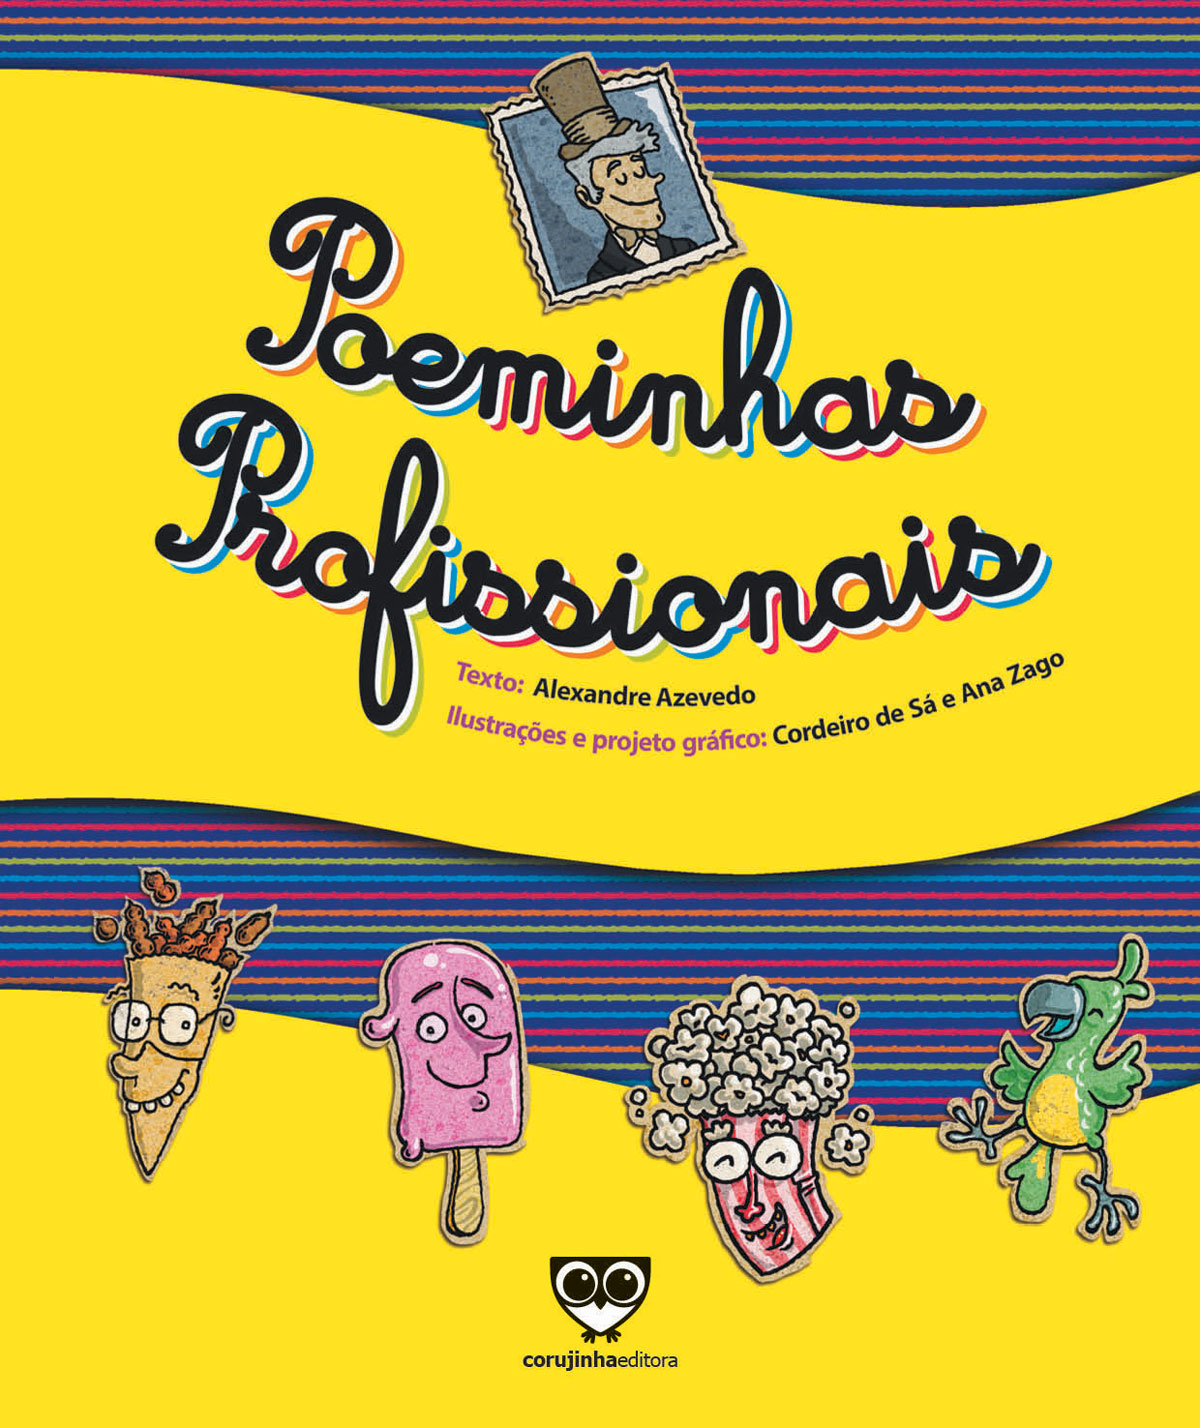 Poeminhas
Profissionais
Texto: Alexandre Azevedo
Ilustrações e projeto gráfico: Cordeiro de Sá e Ana Zago
corujinhaeditora